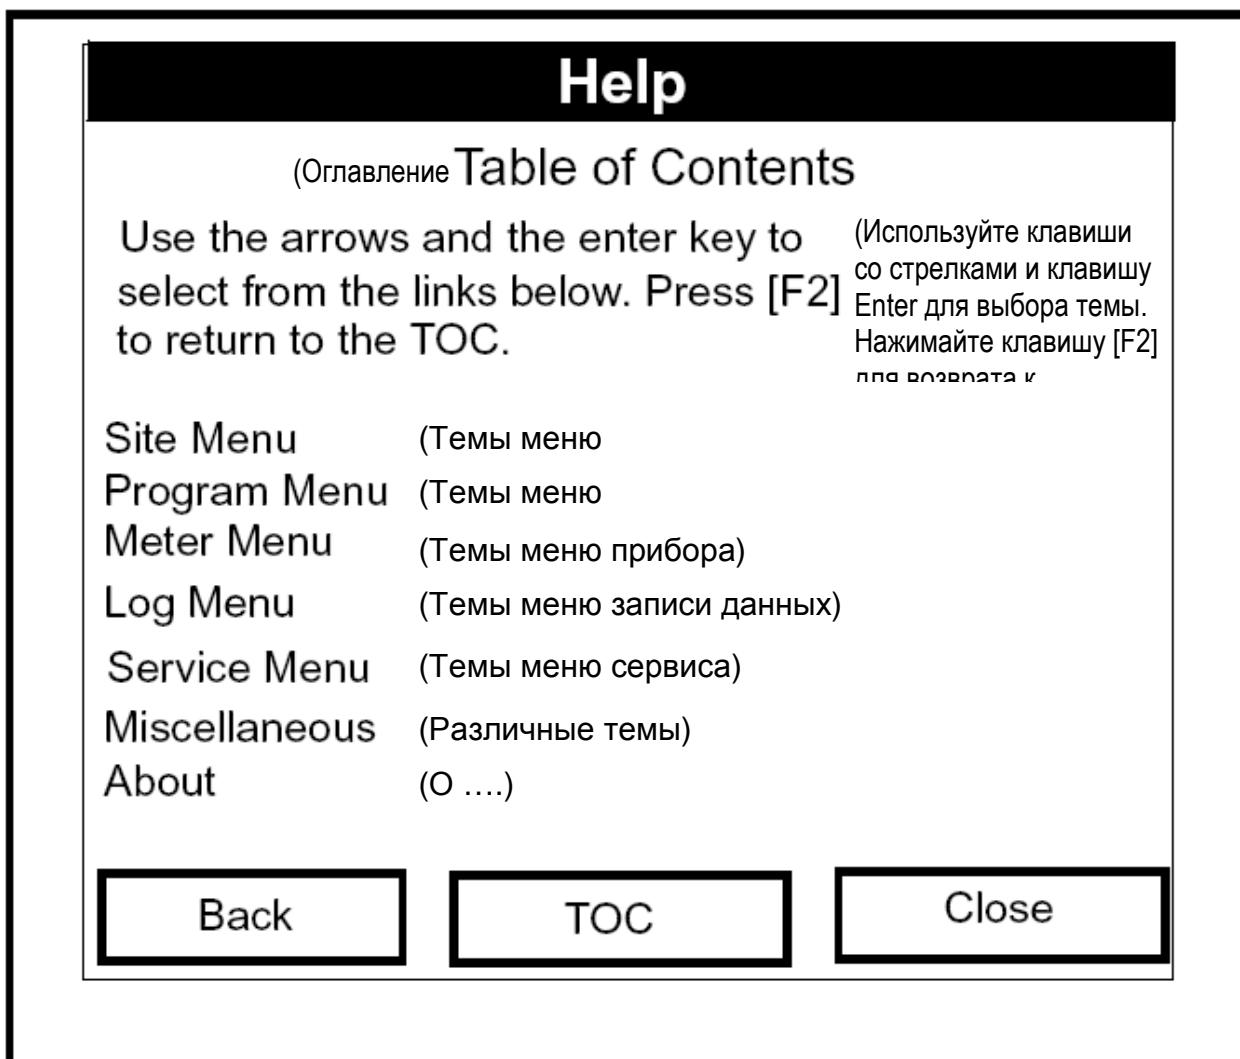 Help
(Оглавление Table of Contents
Use the arrows and the enter key to
select from the links below. Press [F2]
to return to the TOC.
(Используйте клавиши
со стрелками и клавишу
Enter для выбора темы.
Нажимайте клавишу [F2]
для возврата к
Site Menu (Темы меню
Program Menu (Темы меню
Meter Menu (Темы меню прибора)
Log Menu (Темы меню записи данных)
Service Menu (Темы меню сервиса)
Miscellaneous (Различные темы)
About (О ....)
Back TOC Close